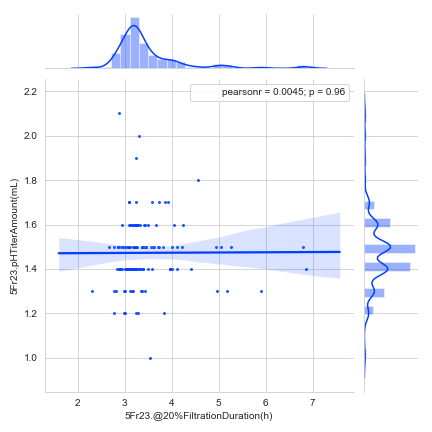 pearsonr = 0.0045; p = 0.96
2.2
2.0
1.8
1.6
1.4
1.2
1.0
5Fr23.pHTiterAmount(mL)
2 3 4 5 6 7
5Fr23.@20%FiltrationDuration(h)